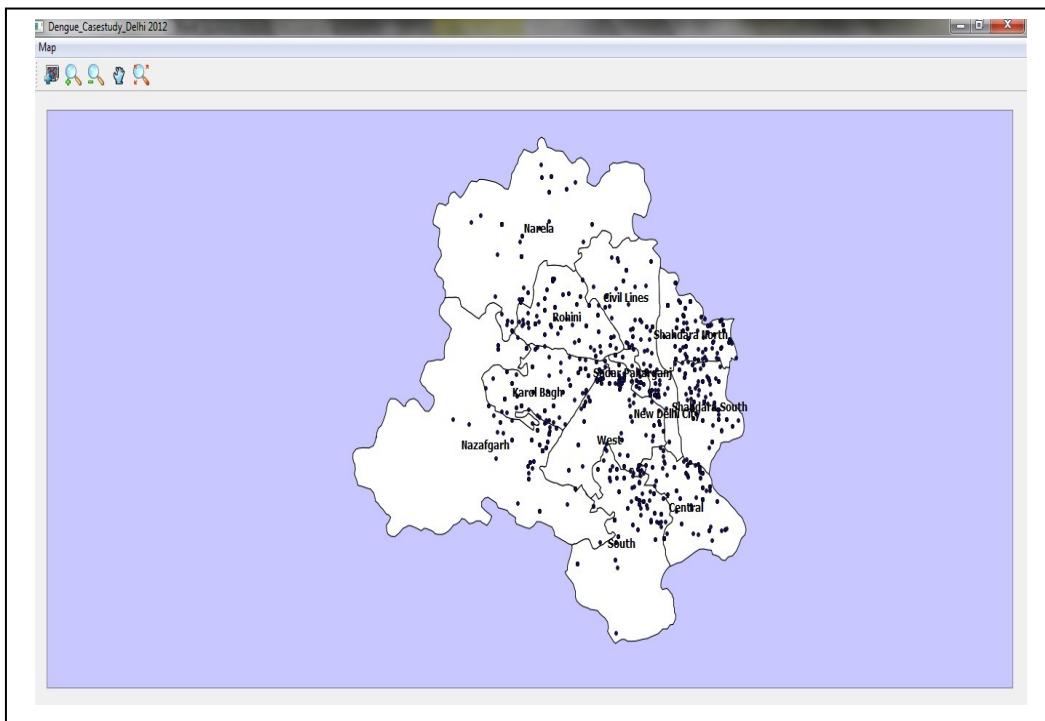 Dengue_Casestudy_Delhi 2012
Map
Narela
Civil Lines
Rohini
Shahdara North
Sadar Paharganj
Karol Bagh
Shahdara South
New Delhi City
West
Nazafgarh
Central
South